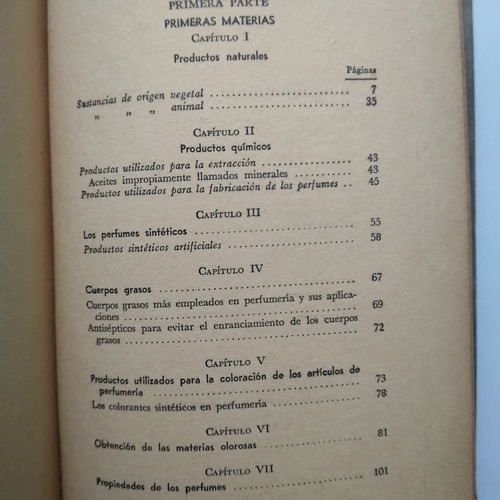 PRIMERA PARTE
PRIMERAS MATERIAS
CAPÍTULO I
Productos naturales
Páginas
Sustancias de origen vegetal ........................ 7
„ „ „ animal ........................ 35
CAPÍTULO II
Productos químicos
Productos utilizados para la extracción ................ 43
Aceites impropiamente llamados minerales ............ 43
Productos utilizados para la fabricación de los perfumes .. 45
CAPÍTULO III
Los perfumes sintéticos ........................ 55
Productos sintéticos artificiales ........................ 58
CAPÍTULO IV
Cuerpos grasos ........................ 67
Cuerpos grasos más empleados en perfumería y sus aplica-
ciones ........................ 69
Antisépticos para evitar el enranciamiento de los cuerpos
grasos ........................ 72
CAPÍTULO V
Productos utilizados para la coloración de los artículos de
perfumería ........................ 73
Los colorantes sintéticos en perfumería ................ 78
CAPÍTULO VI
Obtención de las materias olorosas ................ 81
CAPÍTULO VII
Propiedades de los perfumes ........................ 101